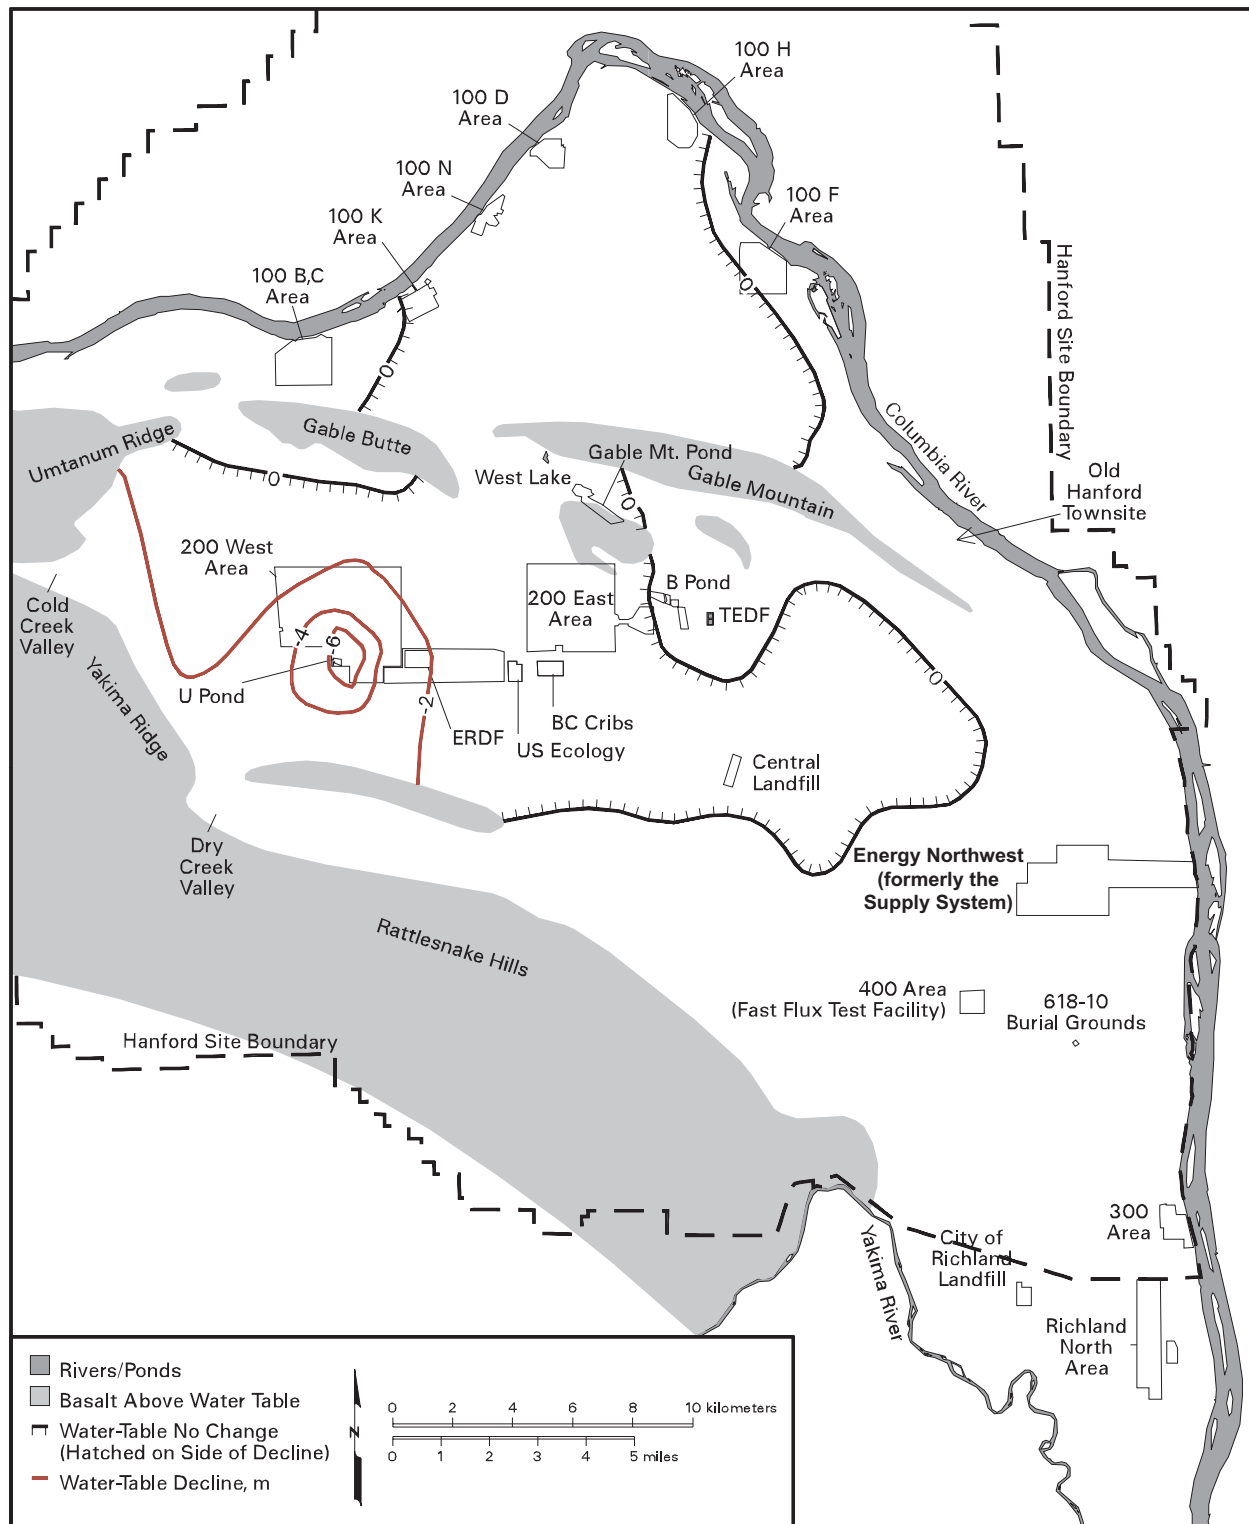 100 H
Area
100 D
Area
100 N
Area
100 K
Area
100 F
Area
100 B,C
Area
0
0
Hanford Site Boundary
Columbia River
Umtanum Ridge
Gable Butte
0
Gable Mt. Pond
West Lake
Gable Mountain
0
Old
Hanford
Townsite
200 West
Area
B Pond
200 East
Area
TEDF
Cold
Creek
Valley
-4
-6
0
Yakima Ridge
U Pond
-2
BC Cribs
ERDF
US Ecology
Central
Landfill
Dry
Creek
Valley
Energy Northwest
(formerly the
Supply System)
Rattlesnake Hills
400 Area
(Fast Flux Test Facility)
618-10
Burial Grounds
Hanford Site Boundary
300
Area
City of
Richland
Landfill
Yakima River
Richland
North
Area
Rivers/Ponds
Basalt Above Water Table
Water-Table No Change
(Hatched on Side of Decline)
Water-Table Decline, m
N
0 2 4 6 8 10 kilometers
0 1 2 3 4 5 miles